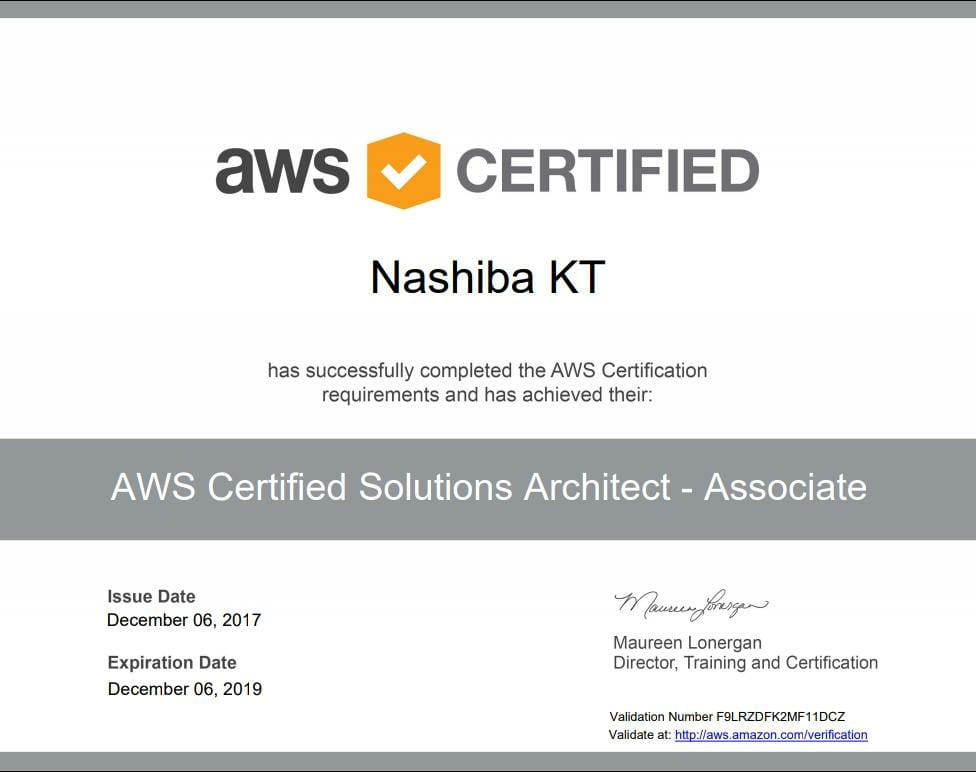 aws CERTIFIED
Nashiba KT
has successfully completed the AWS Certification
requirements and has achieved their:
AWS Certified Solutions Architect - Associate
Issue Date
December 06, 2017
Expiration Date
December 06, 2019
Maureen Lonergan
Maureen Lonergan
Director, Training and Certification
Validation Number F9LRZDFK2MF11DCZ
Validate at: http://aws.amazon.com/verification